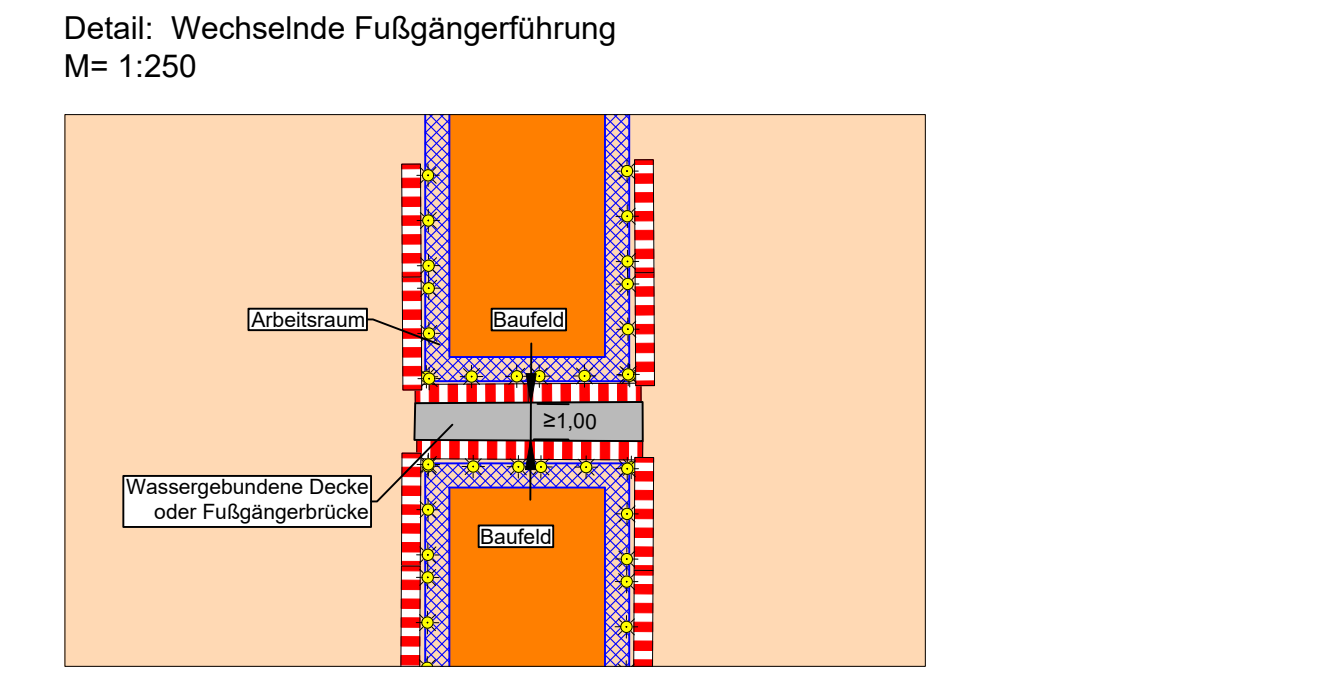 Detail:  Wechselnde Fußgängerführung
M= 1:250
Arbeitsraum
Baufeld
≥1,00
Wassergebundene Decke
oder Fußgängerbrücke
Baufeld